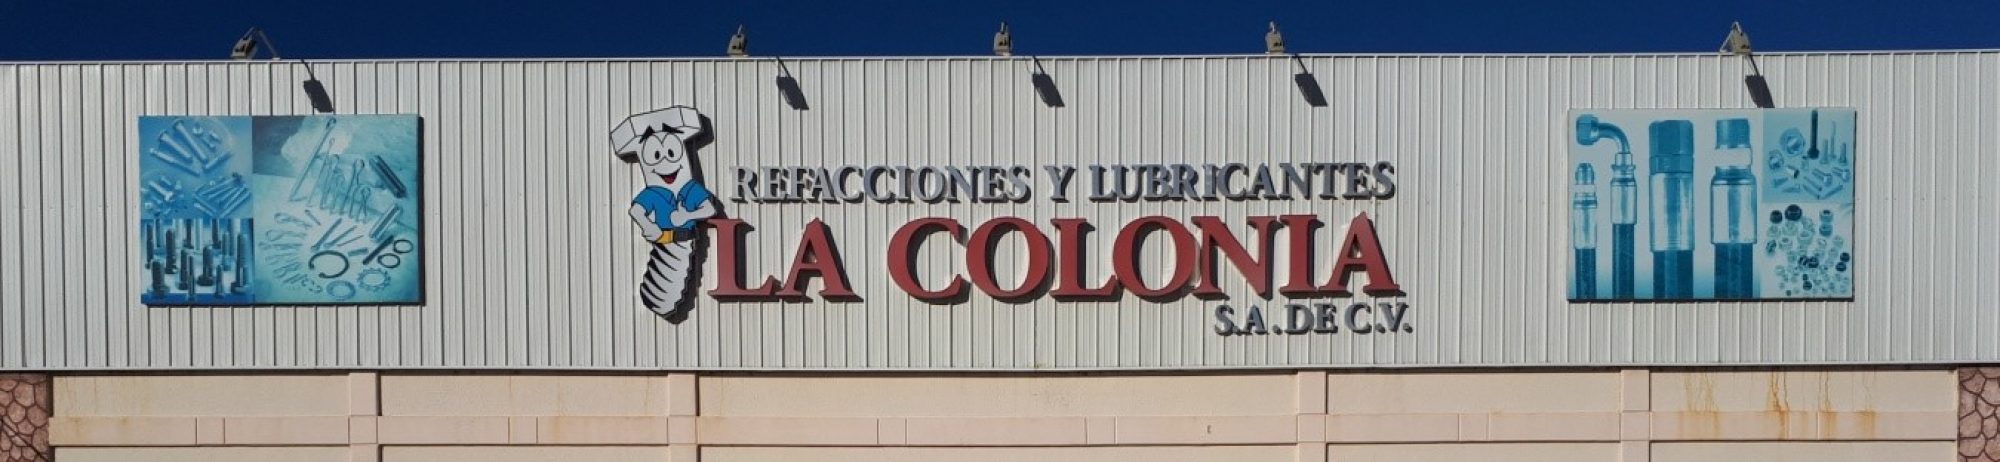 REFACCIONES Y LUBRICANTES
LA COLONIA
S.A. DE C.V.